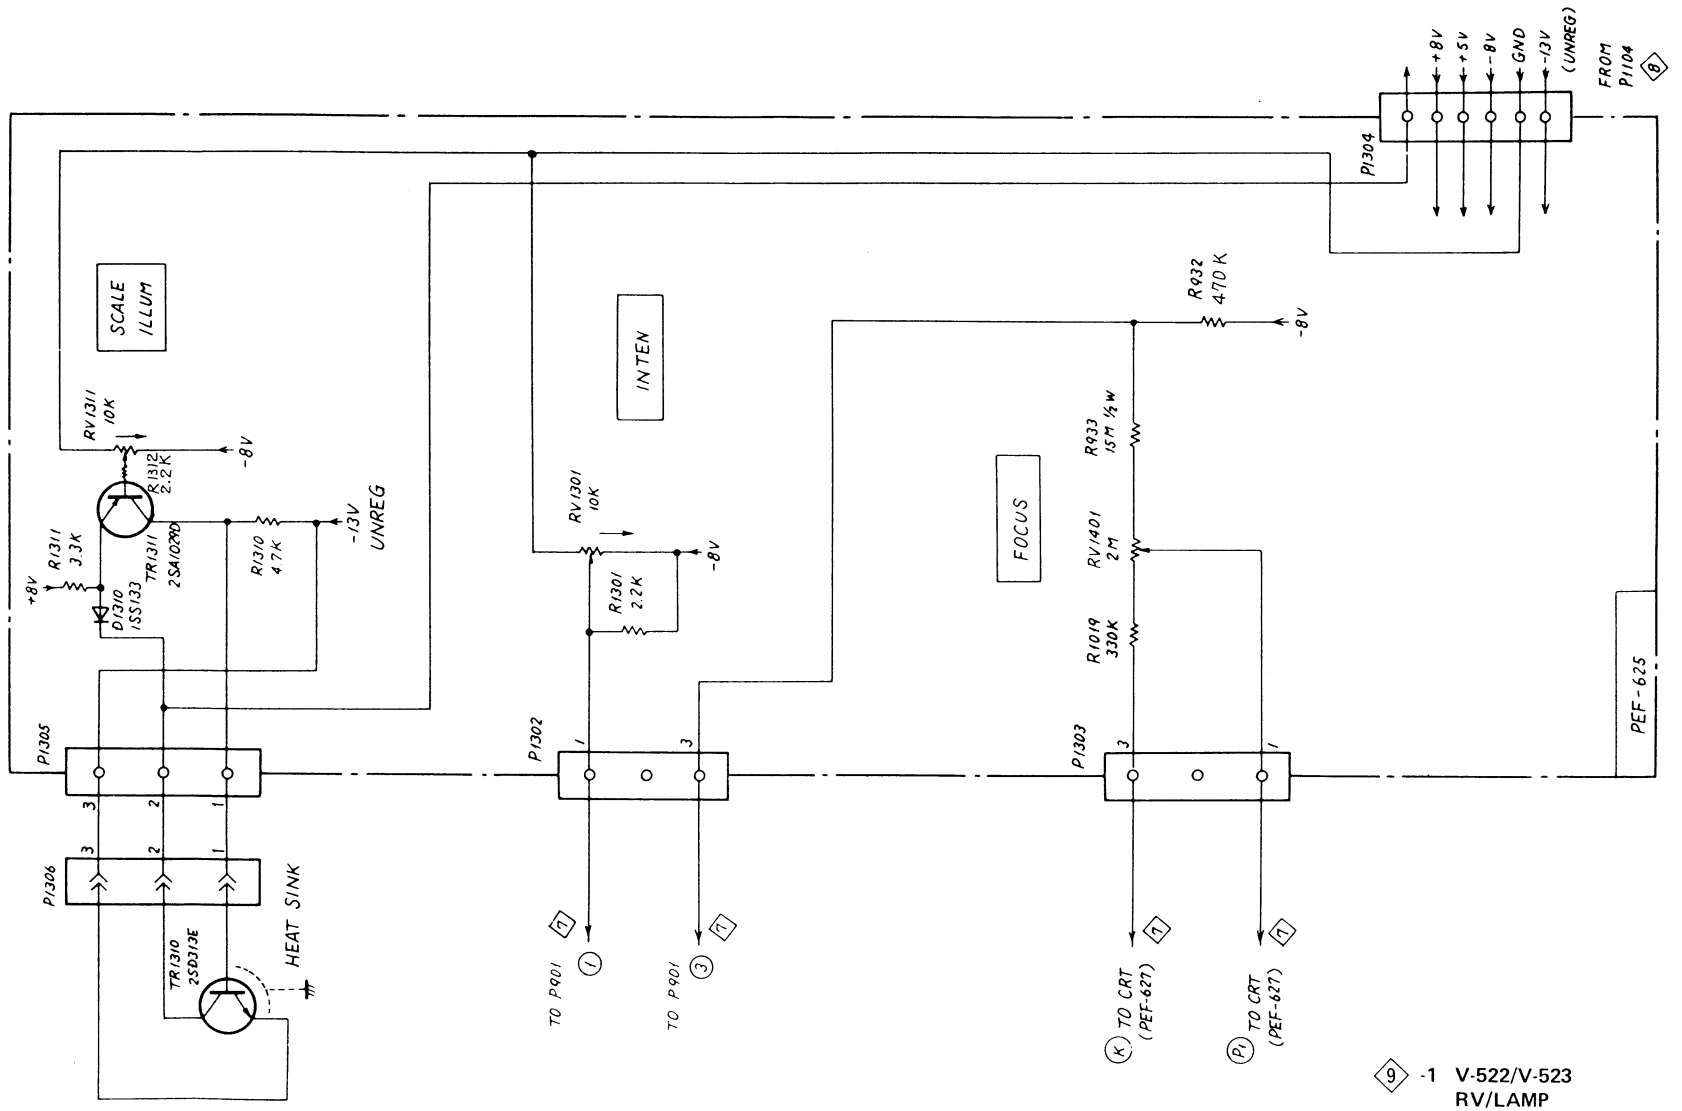 +8V
+5V
-8V
GND
-13V
(UNREG)
FROM
P1104
8
P1304
SCALE
ILLUM
RV1311
10K
-8V
R1312
2.2K
R1311
3.3K
+8V
TR1311
2SA1029D
D1310
1SS133
R1310
4.7K
-13V
UNREG
INTEN
RV1301
10K
-8V
R1301
2.2K
R932
470K
-8V
R933
15M ½W
FOCUS
RV1401
2M
R1019
330K
PEF-625
P1305
3
2
1
P1302
1
3
P1303
3
1
P1306
3
2
1
TR1310
2SD313E
HEAT SINK
7
TO P901
1
7
TO P901
3
7
K TO CRT
(PEF-627)
7
P1 TO CRT
(PEF-627)
9 -1 V-522/V-523
RV/LAMP